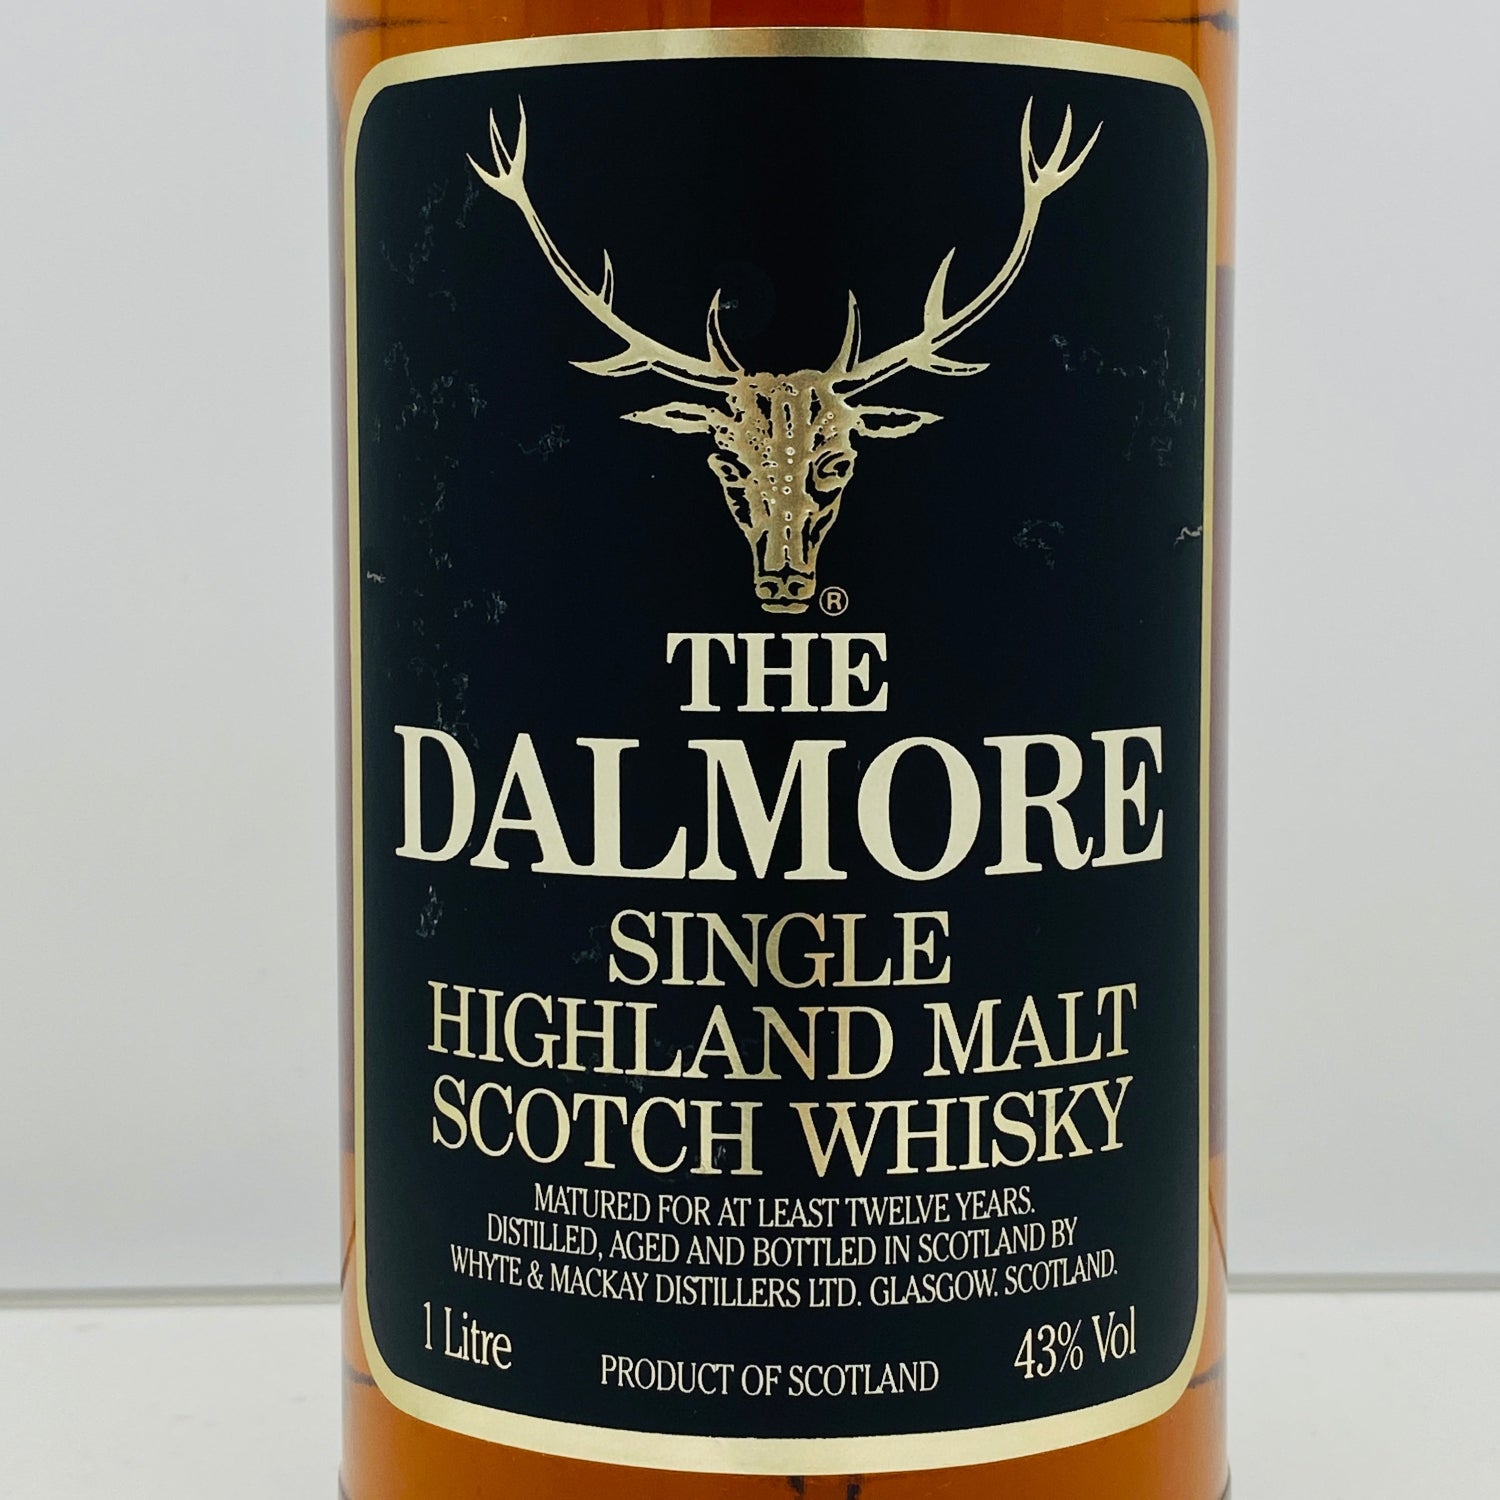 ®
THE
DALMORE
SINGLE
HIGHLAND MALT
SCOTCH WHISKY
MATURED FOR AT LEAST TWELVE YEARS.
DISTILLED, AGED AND BOTTLED IN SCOTLAND BY
WHYTE & MACKAY DISTILLERS LTD. GLASGOW. SCOTLAND.
1 Litre
43% Vol
PRODUCT OF SCOTLAND